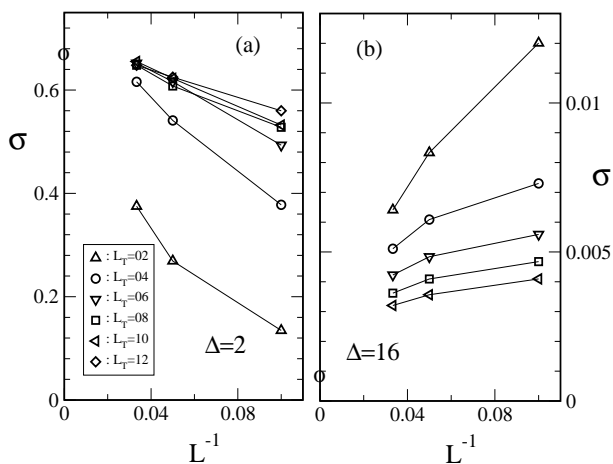 (a)
σ
0.6
σ
0.4
0.2
0
: L_T=02
: L_T=04
: L_T=06
: L_T=08
: L_T=10
: L_T=12
Δ=2
0 0.04 0.08
L^-1
(b)
0.01
σ
0.005
0
σ
Δ=16
0 0.04 0.08
L^-1